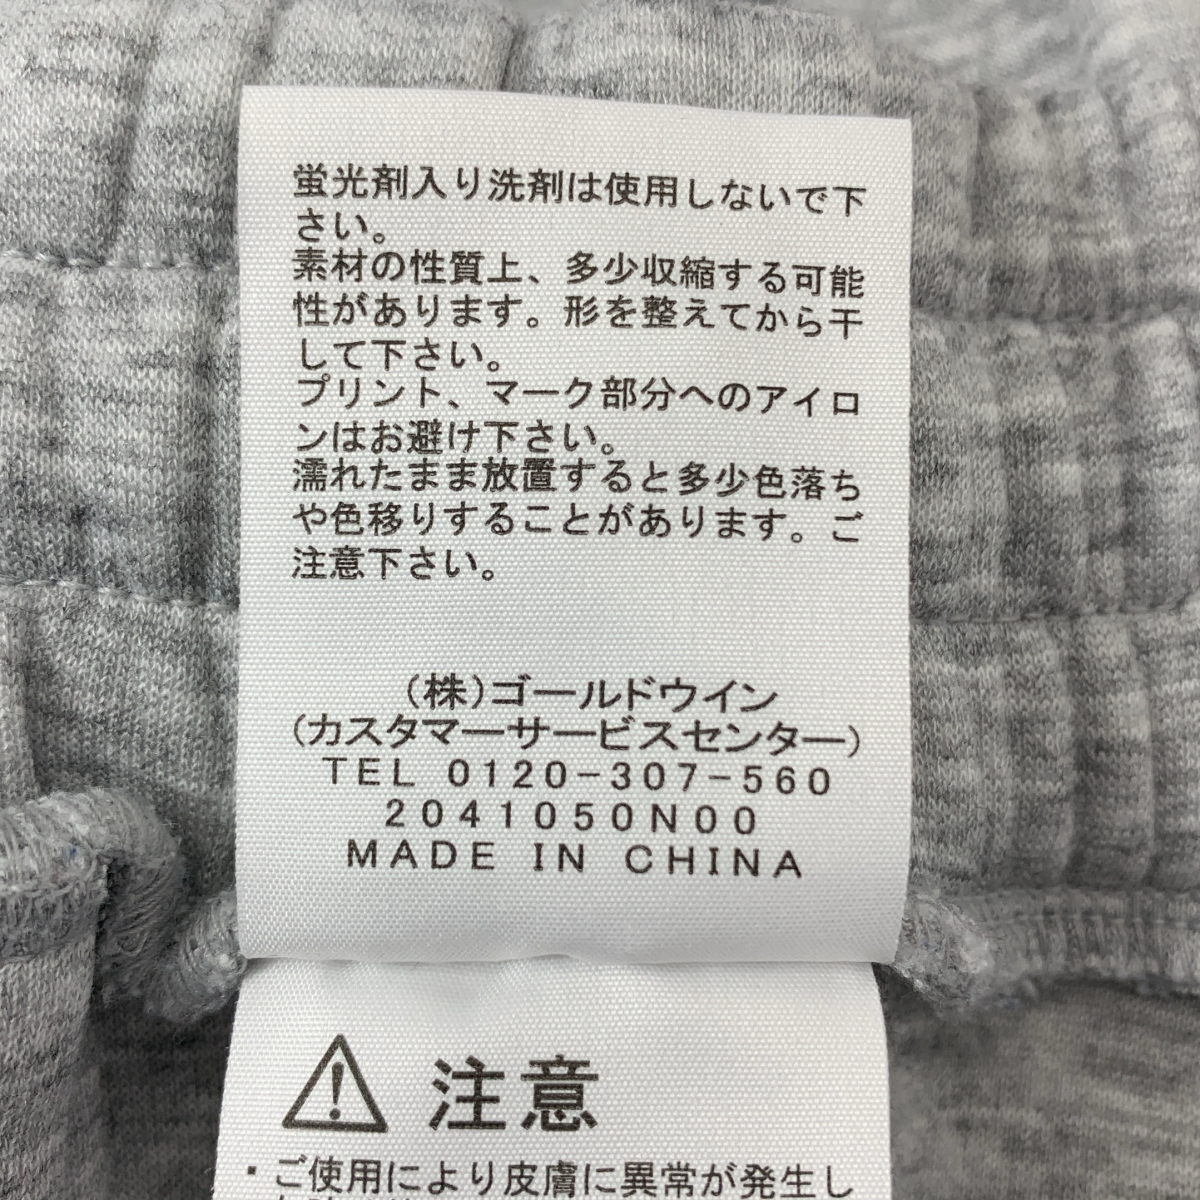 蛍光剤入り洗剤は使用しないで下
さい。
素材の性質上、多少収縮する可能
性があります。形を整えてから干
して下さい。
プリント、マーク部分へのアイロ
ンはお避け下さい。
濡れたまま放置すると多少色落ち
や色移りすることがあります。ご
注意下さい。
(株)ゴールドウイン
(カスタマーサービスセンター)
TEL 0120-307-560
2041050N00
MADE IN CHINA
注意
・ご使用により皮膚に異常が発生し